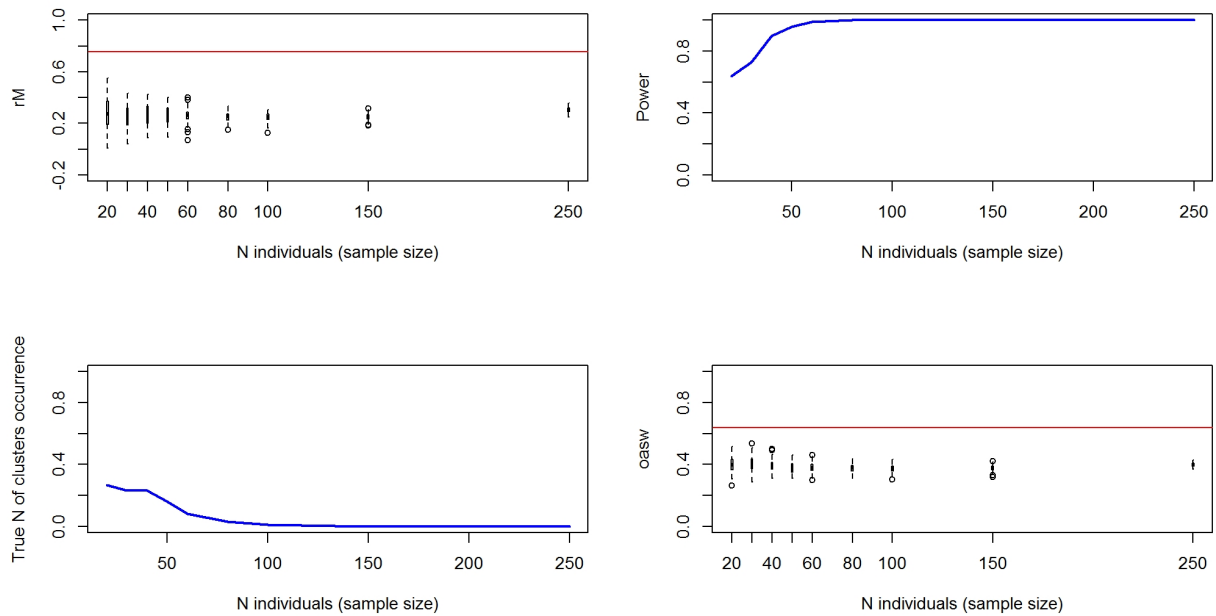 rM
1.0
0.6
0.2
-0.2
20 40 60 80 100 150 250
N individuals (sample size)
Power
0.8
0.4
0.0
50 100 150 200 250
N individuals (sample size)
True N of clusters occurrence
0.8
0.4
0.0
50 100 150 200 250
N individuals (sample size)
oasw
0.8
0.4
0.0
20 40 60 80 100 150 250
N individuals (sample size)